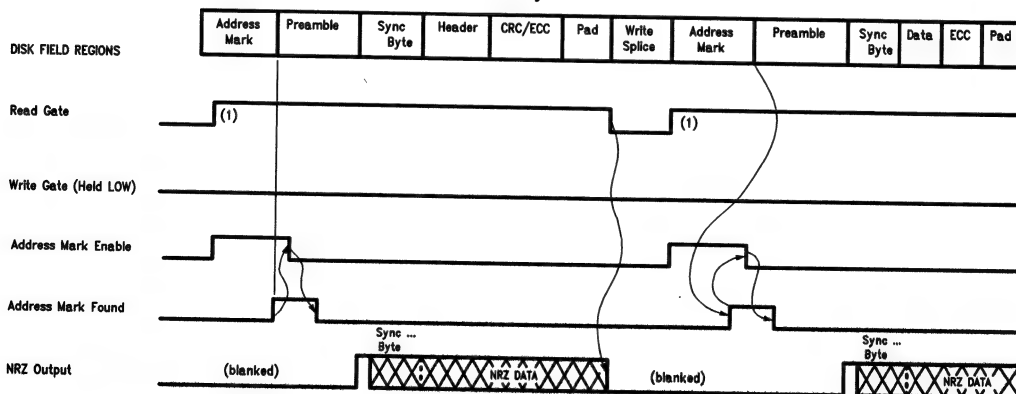 DISK FIELD REGIONS
Address Mark
Preamble
Sync Byte
Header
CRC/ECC
Pad
Write Splice
Address Mark
Preamble
Sync Byte
Data
ECC
Pad
Read Gate
(1)
(1)
Write Gate (Held LOW)
Address Mark Enable
Address Mark Found
Sync ... Byte
Sync ... Byte
NRZ Output
(blanked)
NRZ DATA
(blanked)
NRZ DATA